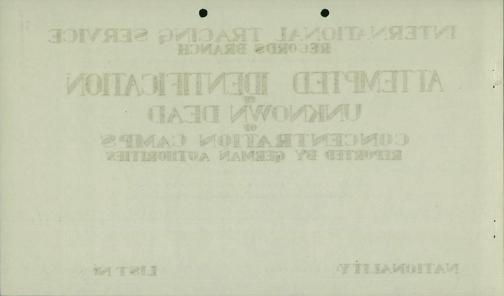 INTERNATIONAL TRACING SERVICE
RECORDS BRANCH
ATTEMPTED IDENTIFICATION
OF
UNKNOWN DEAD
OF
CONCENTRATION CAMPS
REPORTED BY GERMAN AUTHORITIES
NATIONALITY LIST Nº